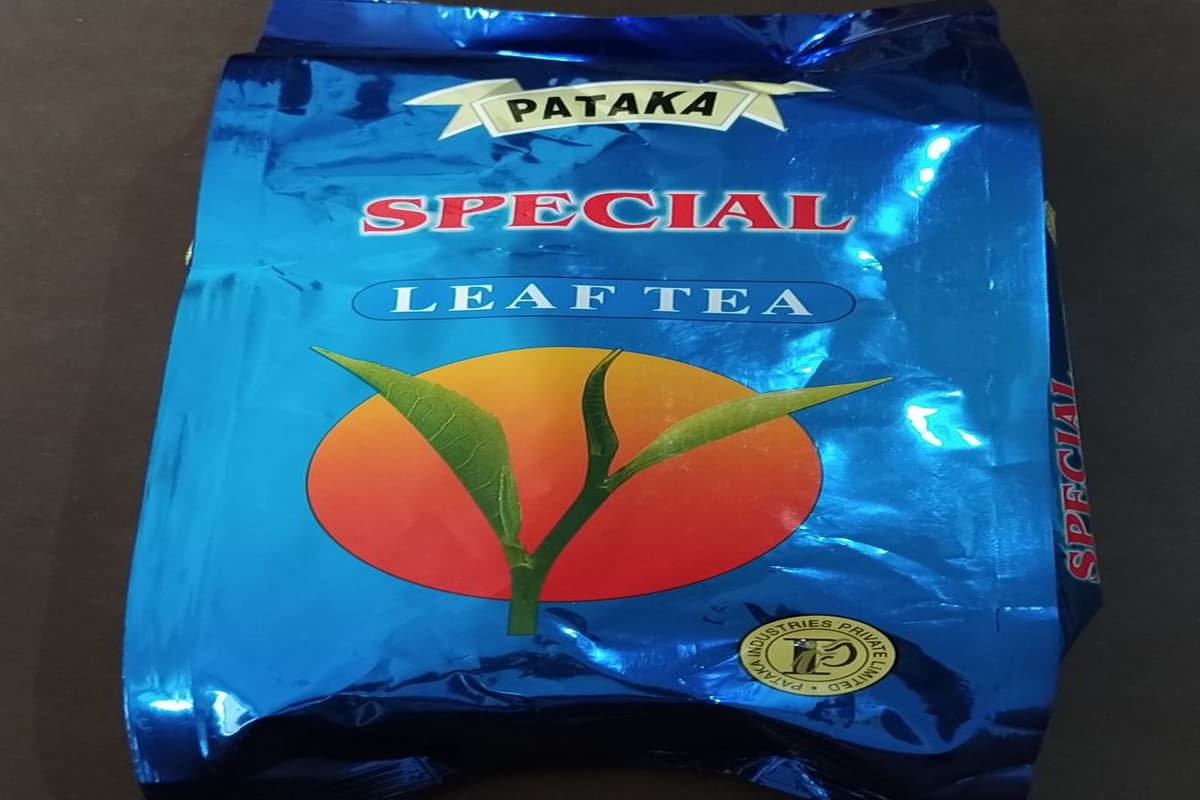 PATAKA
SPECIAL
LEAF TEA
SPECIAL
PATAKA INDUSTRIES PRIVATE LIMITED